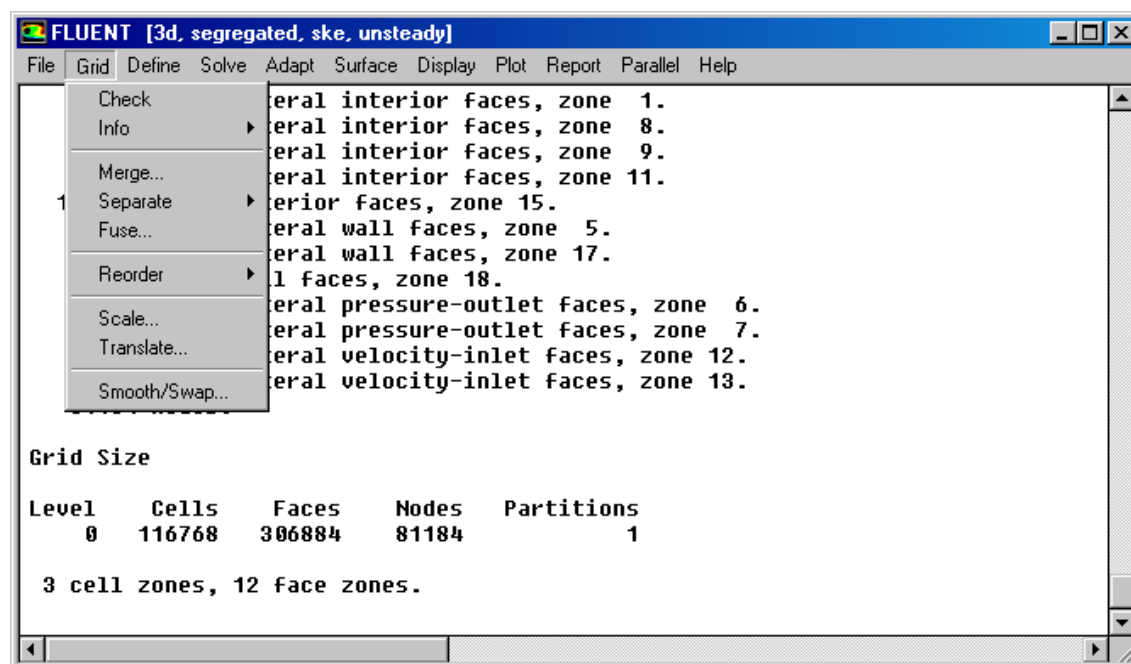 FLUENT [3d, segregated, ske, unsteady]
File Grid Define Solve Adapt Surface Display Plot Report Parallel Help
Check
Info
Merge...
Separate
Fuse...
Reorder
Scale...
Translate...
Smooth/Swap...
eral interior faces, zone 1.
eral interior faces, zone 8.
eral interior faces, zone 9.
eral interior faces, zone 11.
1 terior faces, zone 15.
eral wall faces, zone 5.
eral wall faces, zone 17.
ll faces, zone 18.
eral pressure-outlet faces, zone 6.
eral pressure-outlet faces, zone 7.
eral velocity-inlet faces, zone 12.
eral velocity-inlet faces, zone 13.
Grid Size
Level Cells Faces Nodes Partitions
0 116768 306884 81184 1
3 cell zones, 12 face zones.